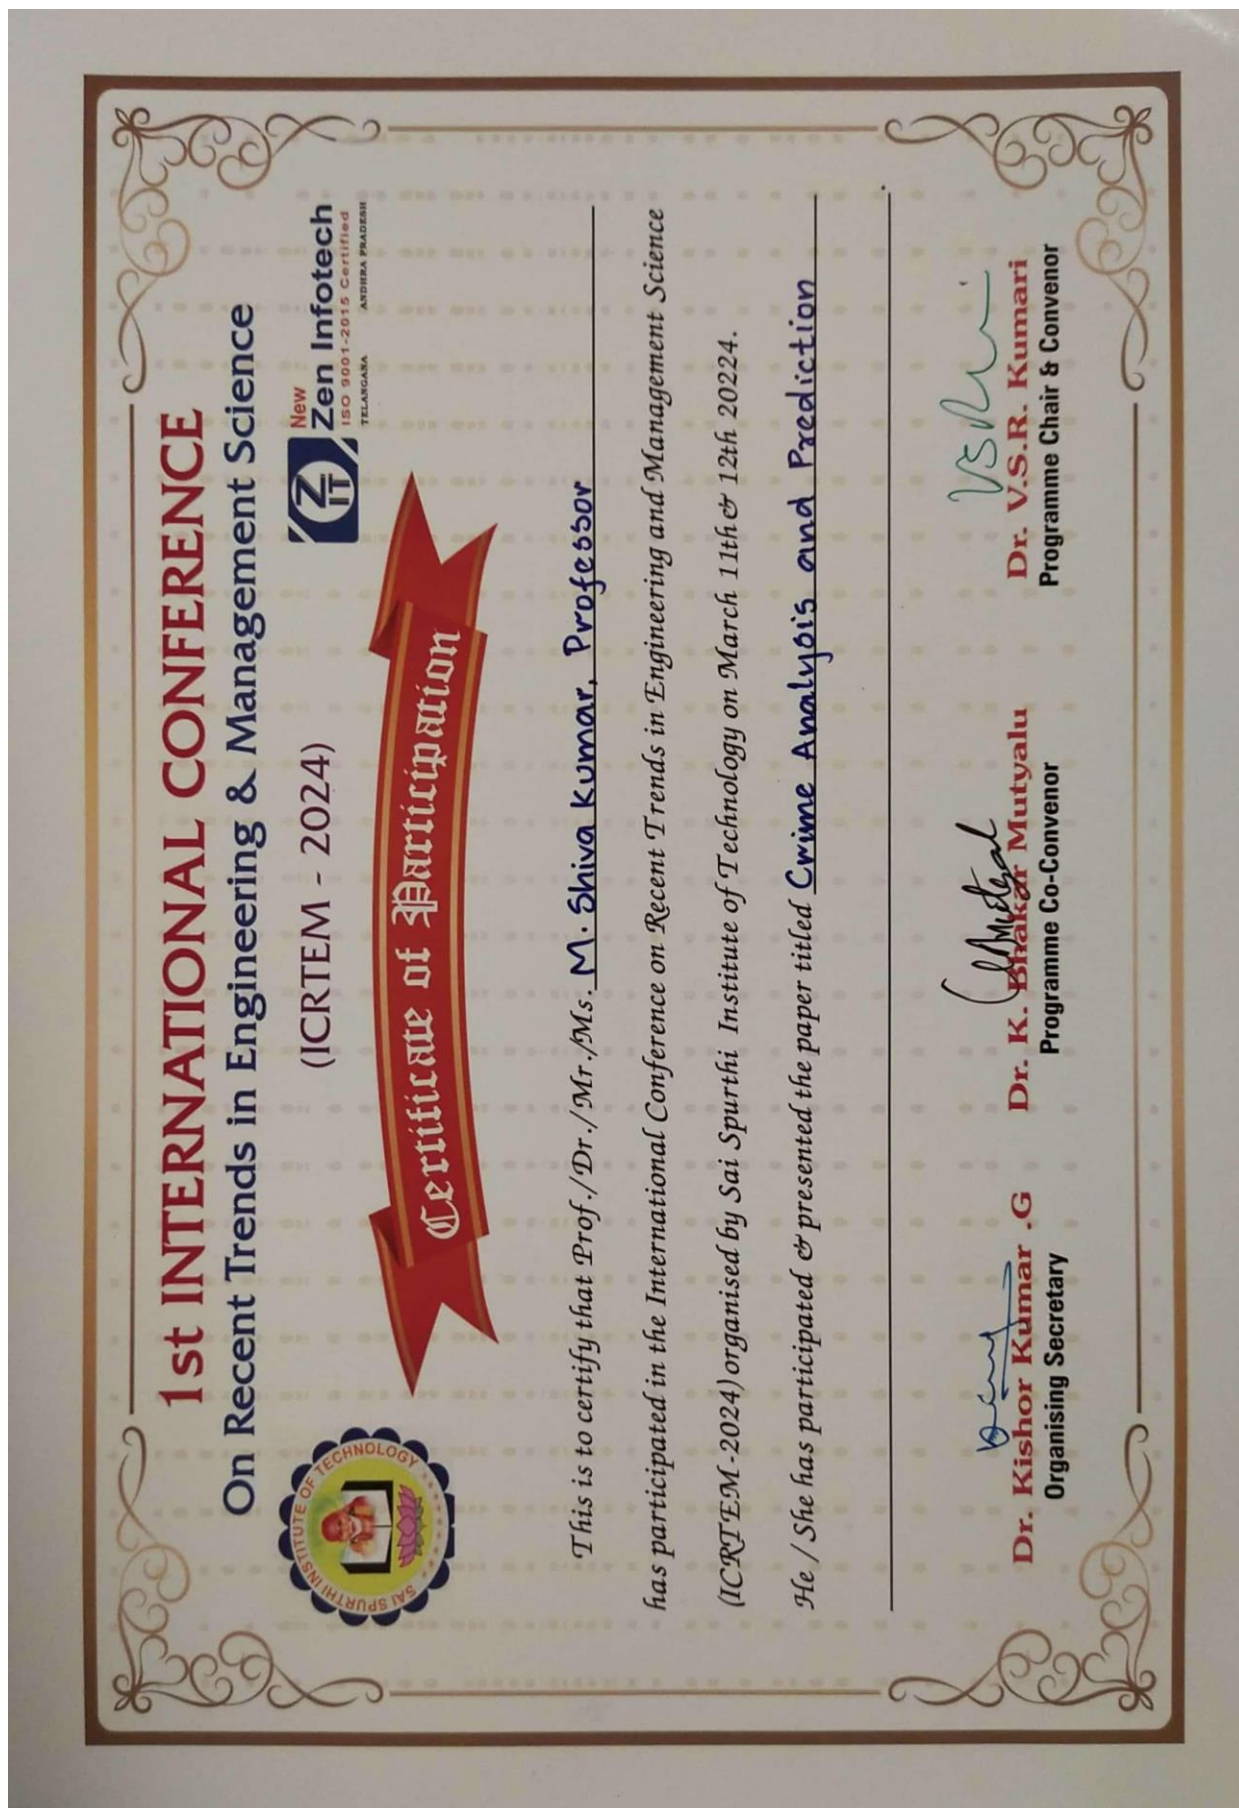 1st INTERNATIONAL CONFERENCE
On Recent Trends in Engineering & Management Science
(ICRTEM - 2024)
SAI SPURTHI INSTITUTE OF TECHNOLOGY
ZIT
New
Zen Infotech
ISO 9001-2015 Certified
TELANGANA ANDHRA PRADESH
Certificate of Participation
This is to certify that Prof./Dr./Mr./Ms. M. Shiva Kumar, Professor
has participated in the International Conference on Recent Trends in Engineering and Management Science
(ICRTEM-2024) organised by Sai Spurthi Institute of Technology on March 11th & 12th 20224.
He / She has participated & presented the paper titled Crime Analysis and Prediction
Dr. Kishor Kumar .G
Organising Secretary
Dr. K. Bhakar Mutyalu
Programme Co-Convenor
Dr. V.S.R. Kumari
Programme Chair & Convenor